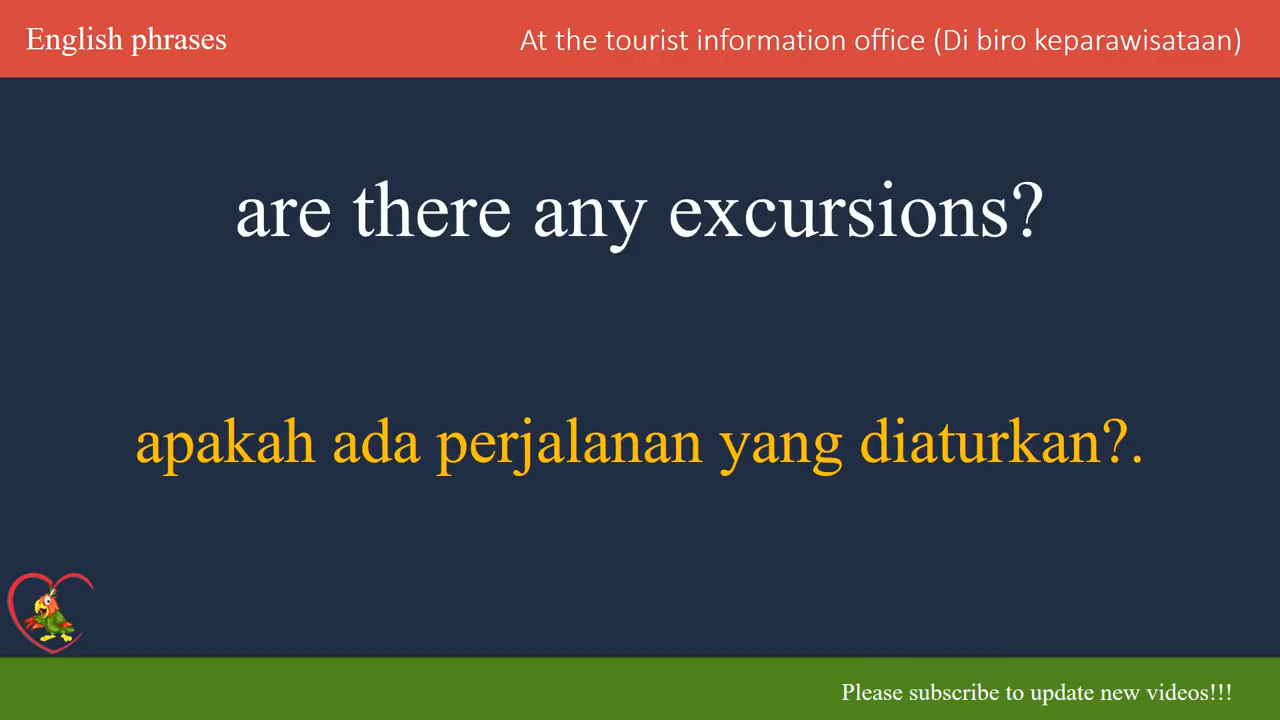 English phrases
At the tourist information office (Di biro keparawisataan)
are there any excursions?
apakah ada perjalanan yang diaturkan?.
Please subscribe to update new videos!!!